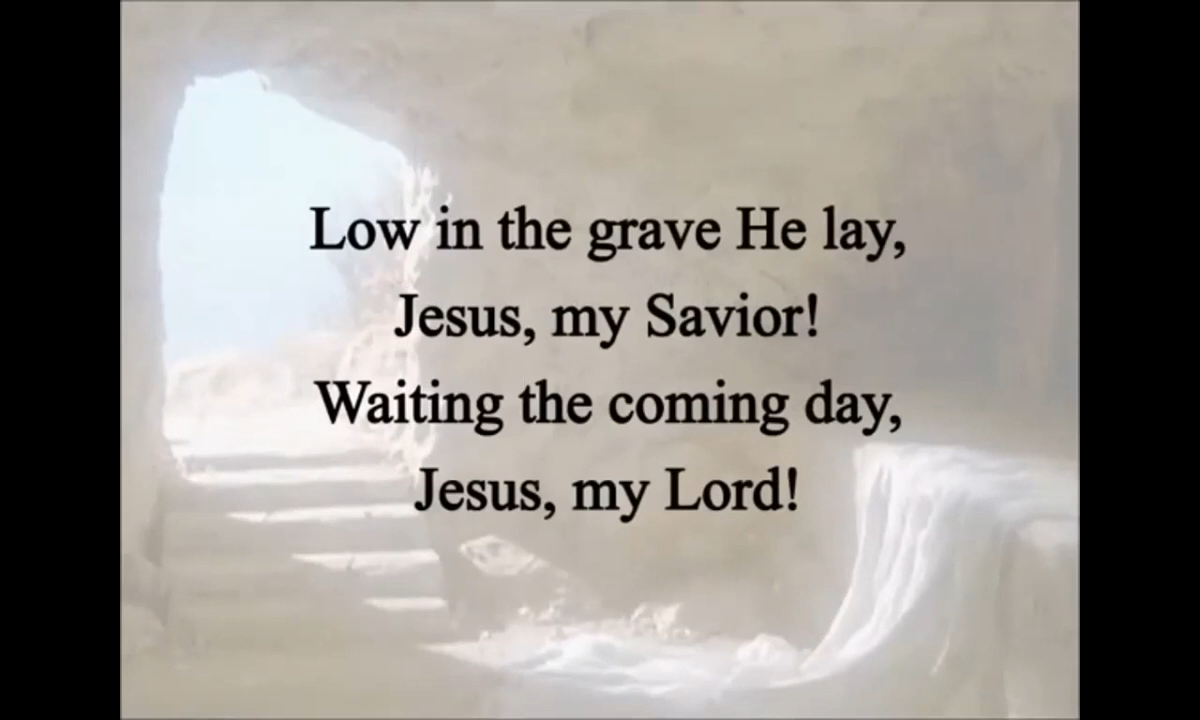 Low in the grave He lay,
Jesus, my Savior!
Waiting the coming day,
Jesus, my Lord!